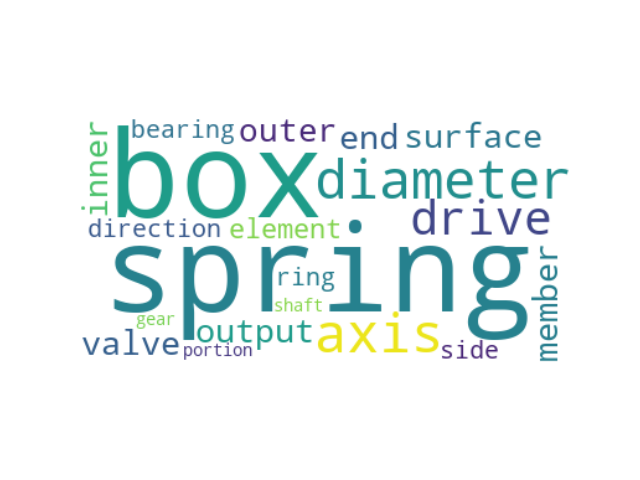 inner
bearing
outer
end
surface
box
diameter
drive
direction
element
spring
ring
shaft
member
gear
output
axis
valve
portion
side